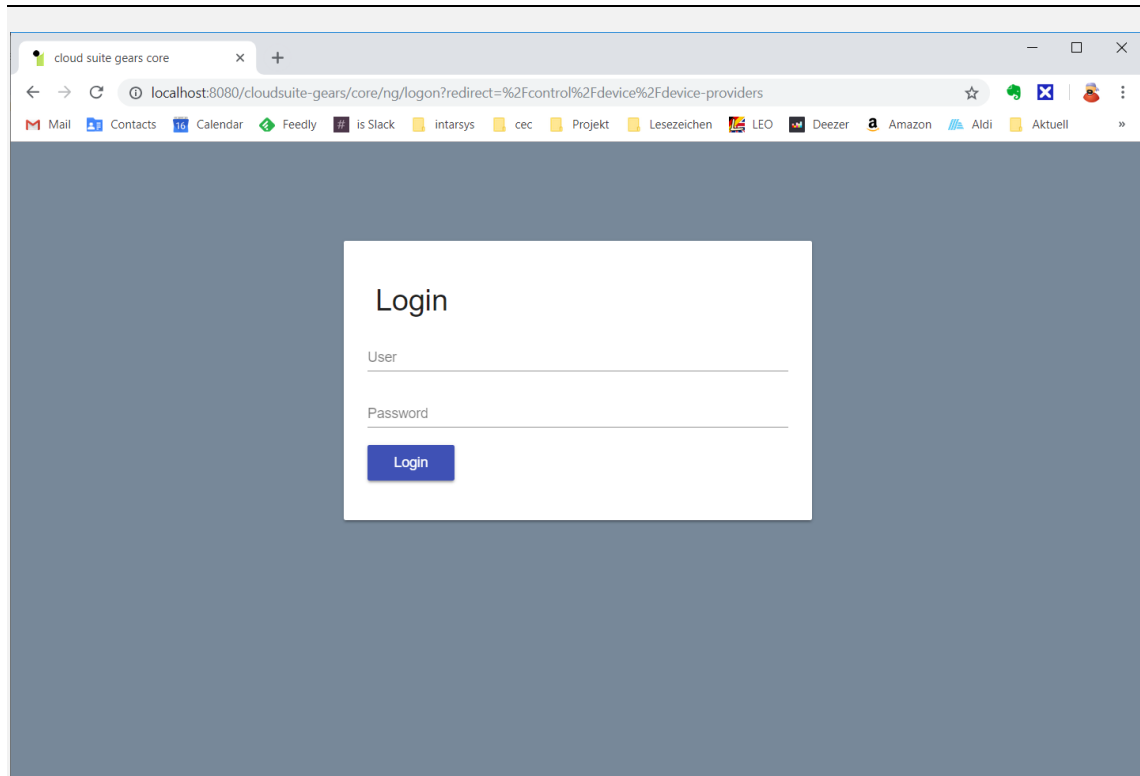 cloud suite gears core
localhost:8080/cloudsuite-gears/core/ng/logon?redirect=%2Fcontrol%2Fdevice%2Fdevice-providers
Mail Contacts 16 Calendar Feedly # is Slack intarsys cec Projekt Lesezeichen LEO Deezer a Amazon Aldi Aktuell »
Login
User
Password
Login